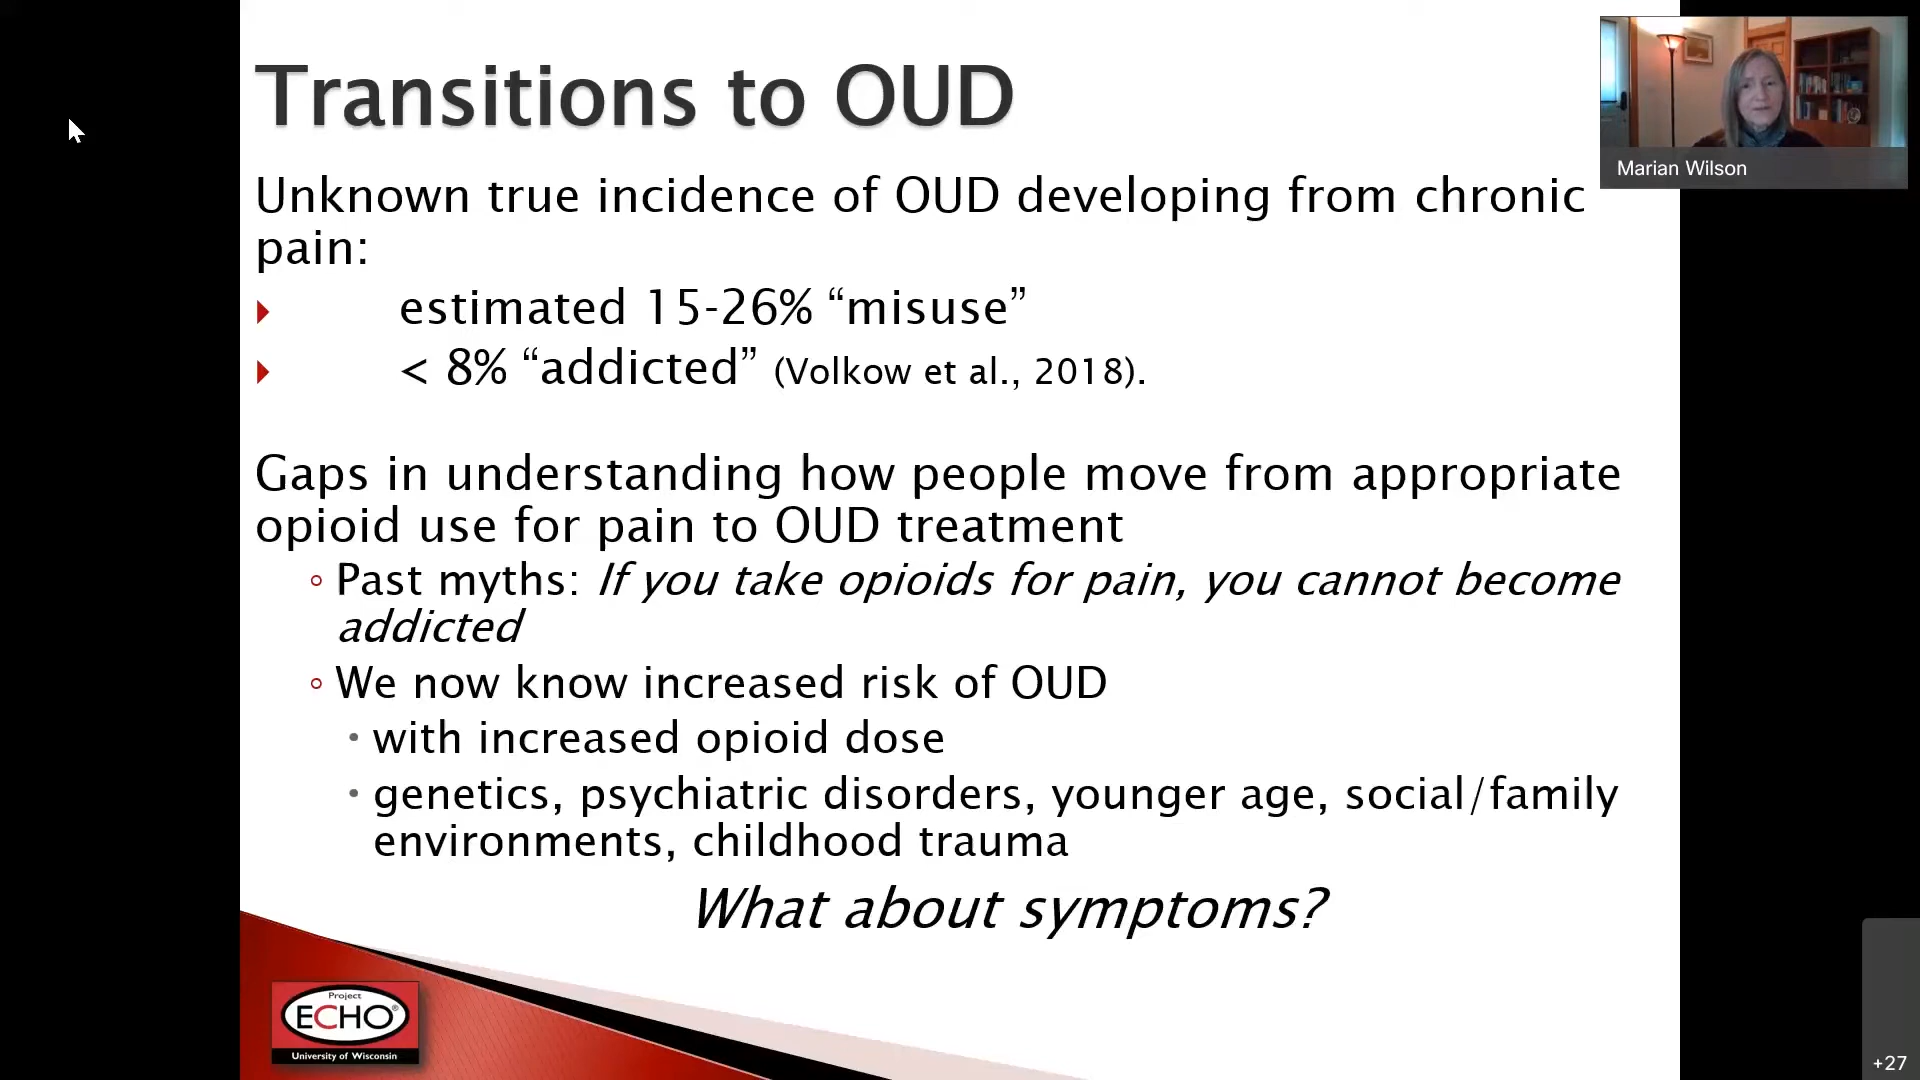 Transitions to OUD
Marian Wilson
Unknown true incidence of OUD developing from chronic
pain:
estimated 15-26% “misuse”
< 8% “addicted” (Volkow et al., 2018).
Gaps in understanding how people move from appropriate
opioid use for pain to OUD treatment
Past myths: If you take opioids for pain, you cannot become
addicted
We now know increased risk of OUD
with increased opioid dose
genetics, psychiatric disorders, younger age, social/family
environments, childhood trauma
What about symptoms?
Project
ECHO®
University of Wisconsin
+27